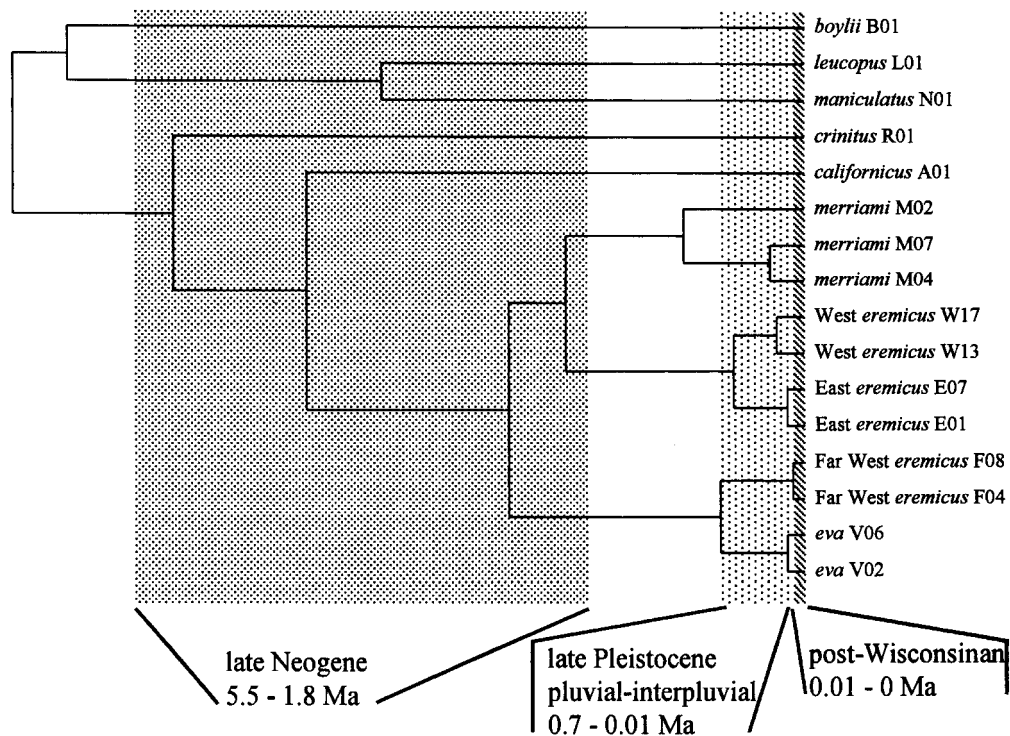 boylii B01
leucopus L01
maniculatus N01
crinitus R01
californicus A01
merriami M02
merriami M07
merriami M04
West eremicus W17
West eremicus W13
East eremicus E07
East eremicus E01
Far West eremicus F08
Far West eremicus F04
eva V06
eva V02
late Neogene
5.5 - 1.8 Ma
late Pleistocene
pluvial-interpluvial
0.7 - 0.01 Ma
post-Wisconsinan
0.01 - 0 Ma